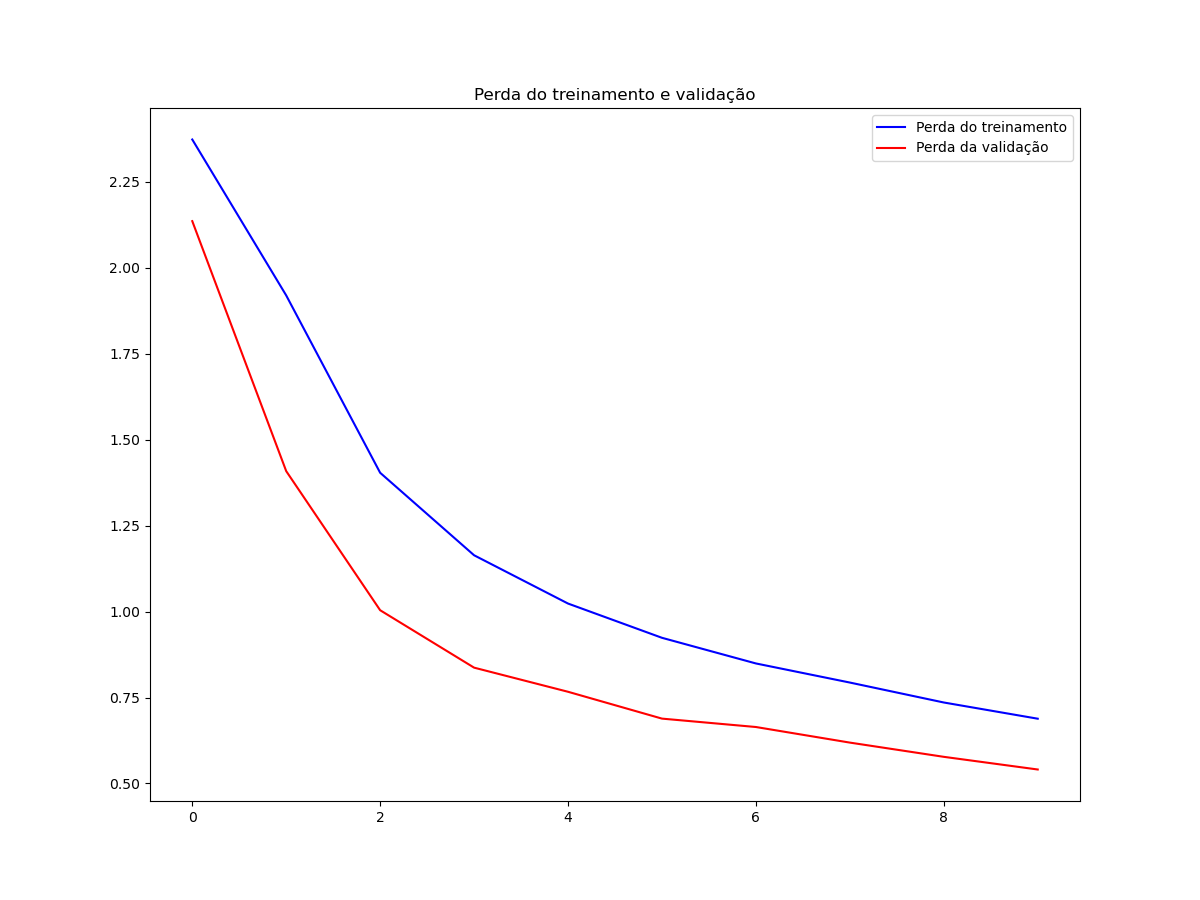 Perda do treinamento e validação
Perda do treinamento
Perda da validação
2.25
2.00
1.75
1.50
1.25
1.00
0.75
0.50
0 2 4 6 8